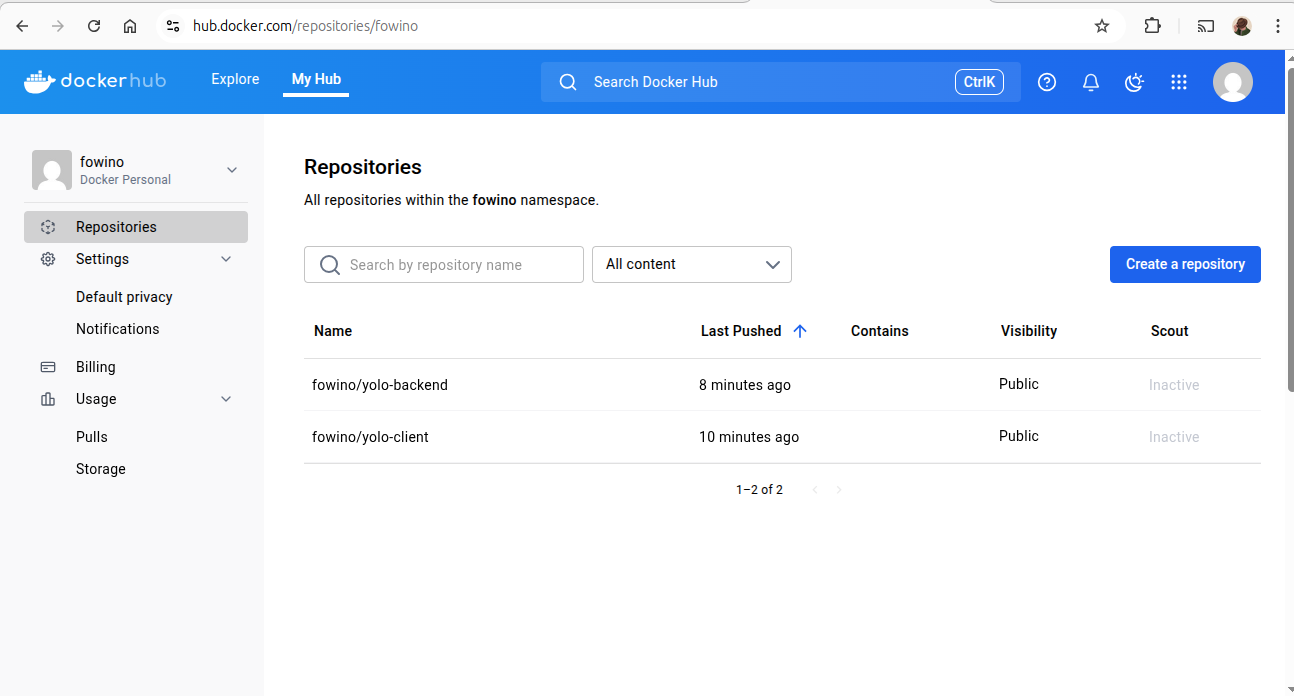 hub.docker.com/repositories/fowino
dockerhub
Explore
My Hub
Search Docker Hub
CtrlK
fowino
Docker Personal
Repositories
Settings
Default privacy
Notifications
Billing
Usage
Pulls
Storage
Repositories
All repositories within the fowino namespace.
Search by repository name
All content
Create a repository
Name Last Pushed Contains Visibility Scout
fowino/yolo-backend 8 minutes ago Public Inactive
fowino/yolo-client 10 minutes ago Public Inactive
1–2 of 2